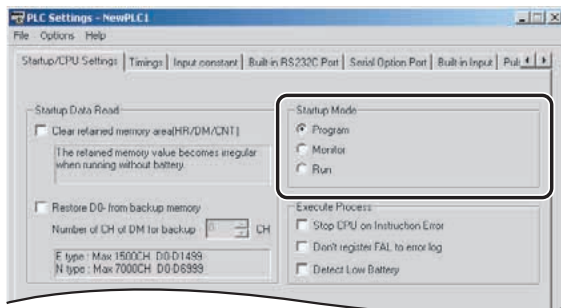 PLC Settings - NewPLC1
File Options Help
Startup/CPU Settings Timings Input constant Built-in RS232C Port Serial Option Port Built-in Input Pul
Startup Data Read
Clear retained memory area(HR/DM/CNT)
The retained memory value becomes irregular
when running without battery.
Restore D0- from backup memory
Number of CH of DM for backup 0 CH
E type : Max 1500CH D0-D1499
N type : Max 7000CH D0-D6999
Startup Mode
Program
Monitor
Run
Execute Process
Stop CPU on Instruction Error
Don't register FAL to error log
Detect Low Battery